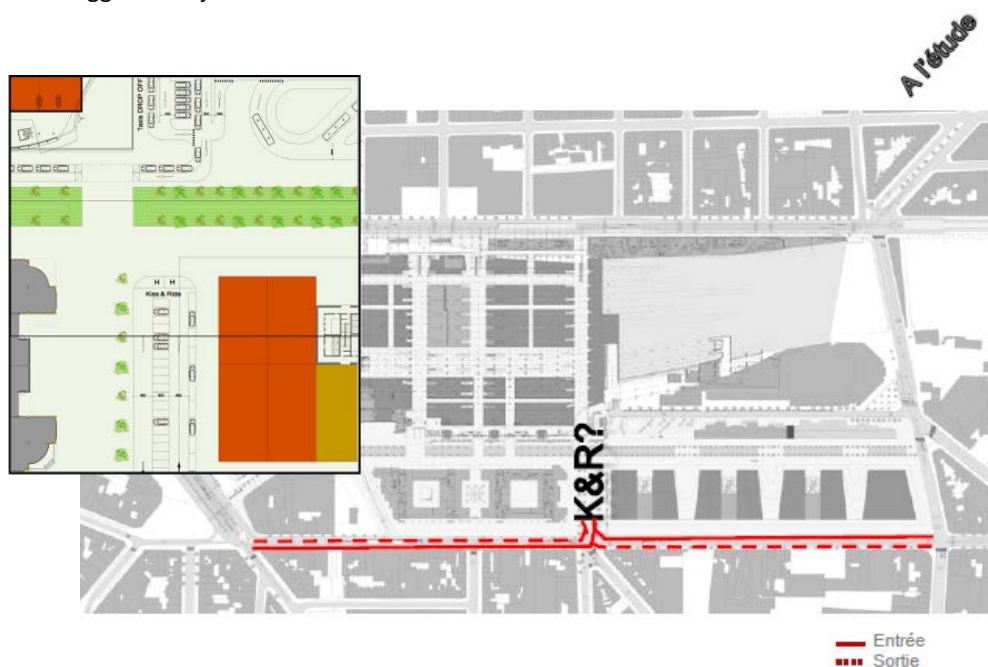 A l'étude
Taxis DROP OFF
H H
Kiss & Ride
K&R?
Entrée
Sortie